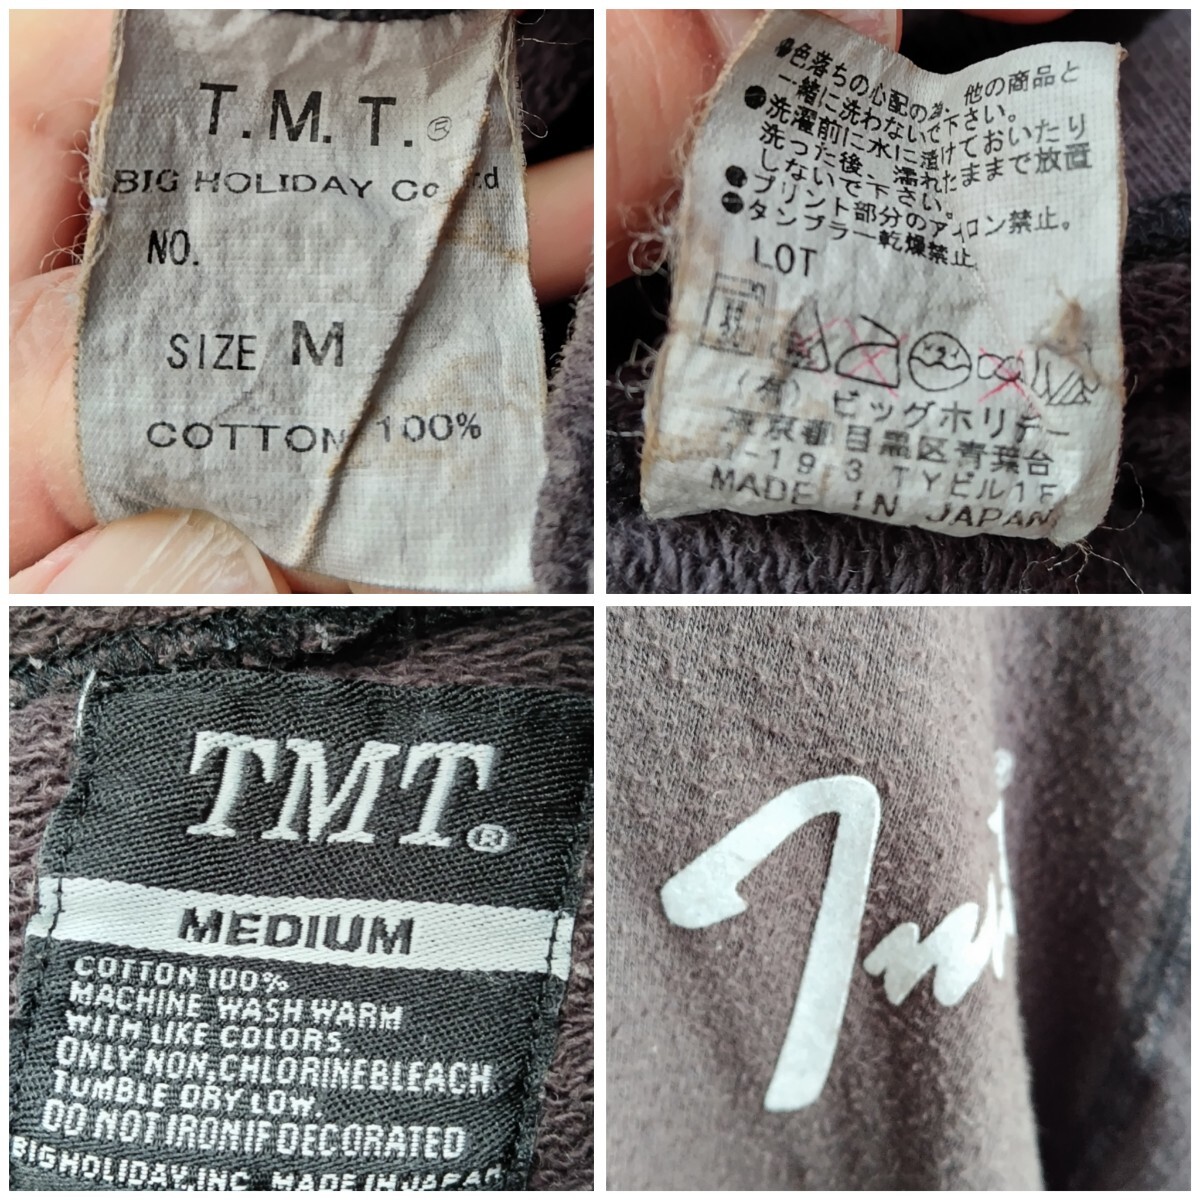 T.M.T.®
BIG HOLIDAY Co
NO.
SIZE M
COTTON 100%
●色落ちの心配の為、他の商品と
一緒に洗わないで下さい。
●洗濯前に水に漬けておいたり
洗った後、濡れたままで放置
しないで下さい。
●プリント部分のアイロン禁止。
●タンブラー乾燥禁止
LOT
(有) ビッグホリデー
東京都目黒区青葉台
-19-3 TYビル1F
MADE IN JAPAN
TMT®
MEDIUM
COTTON 100%
MACHINE WASH WARM
WITH LIKE COLORS.
ONLY NON.CHLORINEBLEACH
TUMBLE DRY LOW.
DO NOT IRON IF DECORATED
BIGHOLIDAY,INC. MADE IN JAPAN